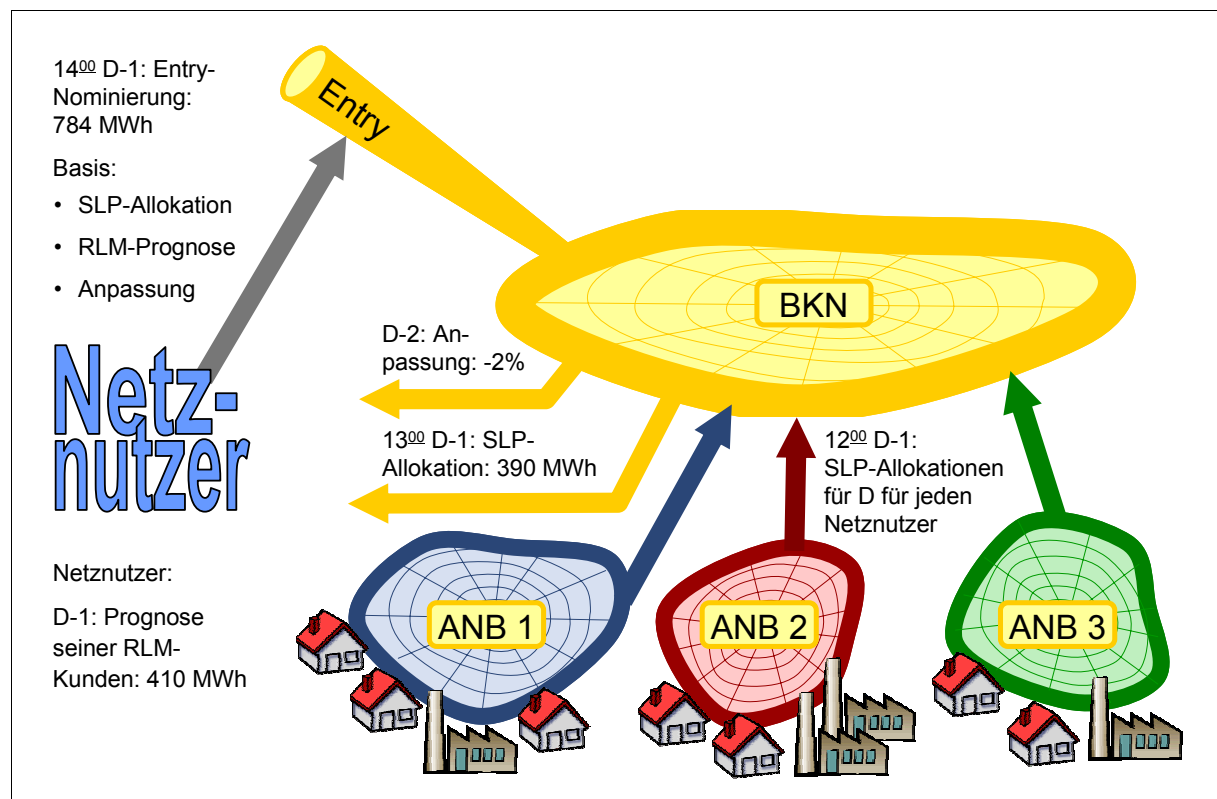 14⁰⁰ D-1: Entry-
Nominierung:
784 MWh
Basis:
• SLP-Allokation
• RLM-Prognose
• Anpassung
Entry
BKN
D-2: An-
passung: -2%
Netz-
nutzer
13⁰⁰ D-1: SLP-
Allokation: 390 MWh
12⁰⁰ D-1:
SLP-Allokationen
für D für jeden
Netznutzer
Netznutzer:
D-1: Prognose
seiner RLM-
Kunden: 410 MWh
ANB 1
ANB 2
ANB 3